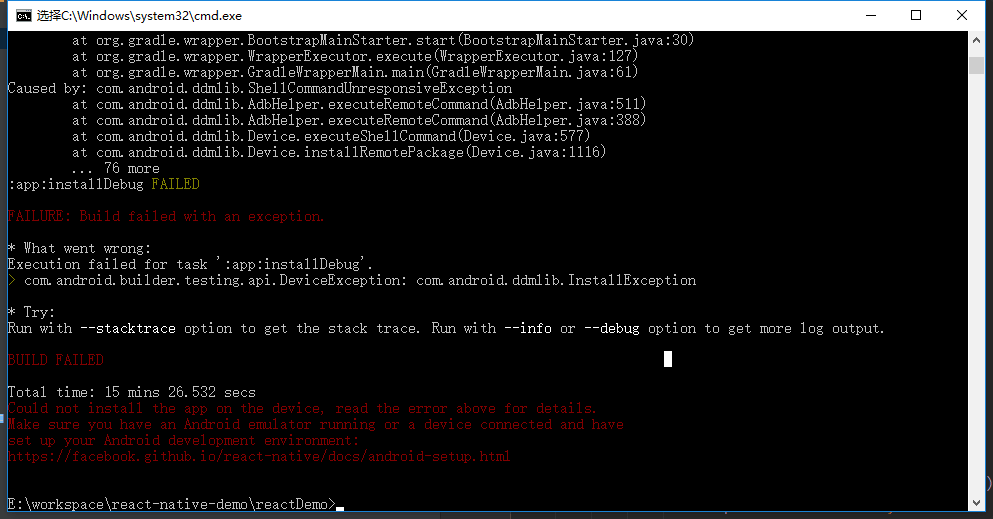 选择C:\Windows\system32\cmd.exe
at org.gradle.wrapper.BootstrapMainStarter.start(BootstrapMainStarter.java:30)
at org.gradle.wrapper.WrapperExecutor.execute(WrapperExecutor.java:127)
at org.gradle.wrapper.GradleWrapperMain.main(GradleWrapperMain.java:61)
Caused by: com.android.ddmlib.ShellCommandUnresponsiveException
at com.android.ddmlib.AdbHelper.executeRemoteCommand(AdbHelper.java:511)
at com.android.ddmlib.AdbHelper.executeRemoteCommand(AdbHelper.java:388)
at com.android.ddmlib.Device.executeShellCommand(Device.java:577)
at com.android.ddmlib.Device.installRemotePackage(Device.java:1116)
... 76 more
:app:installDebug FAILED
FAILURE: Build failed with an exception.
* What went wrong:
Execution failed for task ':app:installDebug'.
> com.android.builder.testing.api.DeviceException: com.android.ddmlib.InstallException
* Try:
Run with --stacktrace option to get the stack trace. Run with --info or --debug option to get more log output.
BUILD FAILED
Total time: 15 mins 26.532 secs
Could not install the app on the device, read the error above for details.
Make sure you have an Android emulator running or a device connected and have
set up your Android development environment:
https://facebook.github.io/react-native/docs/android-setup.html
E:\workspace\react-native-demo\reactDemo>